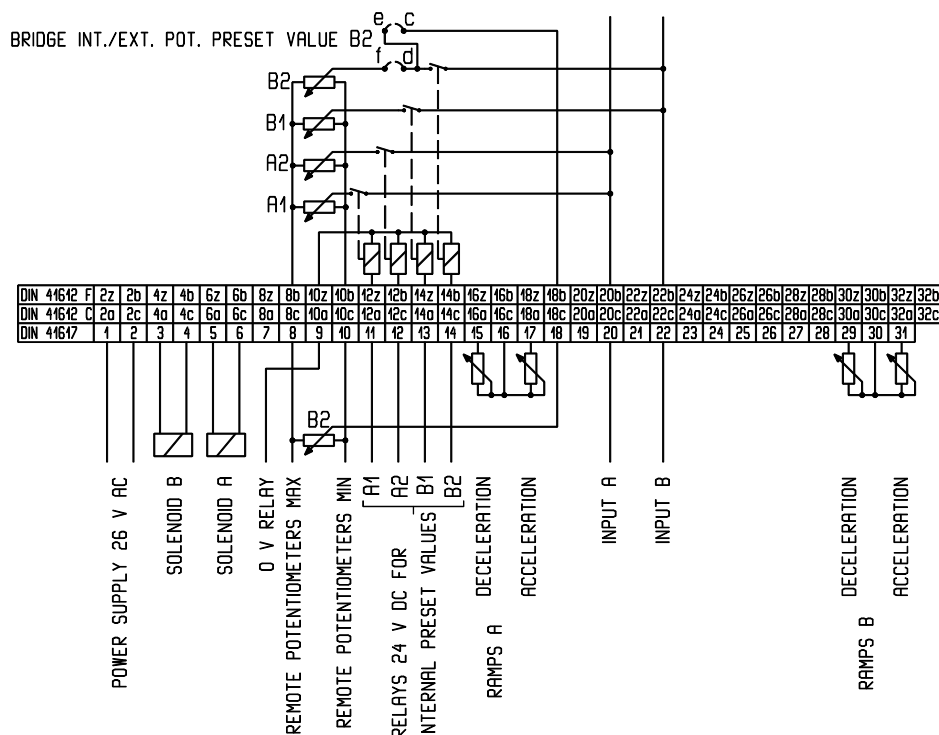 e c
BRIDGE INT./EXT. POT. PRESET VALUE B2
f d
B2
B1
A2
A1
DIN 41612 F 2z 2b 4z 4b 6z 6b 8z 8b 10z 10b 12z 12b 14z 14b 16z 16b 18z 18b 20z 20b 22z 22b 24z 24b 26z 26b 28z 28b 30z 30b 32z 32b
DIN 41612 C 2a 2c 4a 4c 6a 6c 8a 8c 10a 10c 12a 12c 14a 14c 16a 16c 18a 18c 20a 20c 22a 22c 24a 24c 26a 26c 28a 28c 30a 30c 32a 32c
DIN 41617 1 2 3 4 5 6 7 8 9 10 11 12 13 14 15 16 17 18 19 20 21 22 23 24 25 26 27 28 29 30 31
B2
POWER SUPPLY 26 V AC
SOLENOID B
SOLENOID A
0 V RELAY
REMOTE POTENTIOMETERS MAX
REMOTE POTENTIOMETERS MIN
A1
A2
B1
B2
RELAYS 24 V DC FOR
NTERNAL PRESET VALUES
DECELERATION
ACCELERATION
RAMPS A
INPUT A
INPUT B
DECELERATION
ACCELERATION
RAMPS B